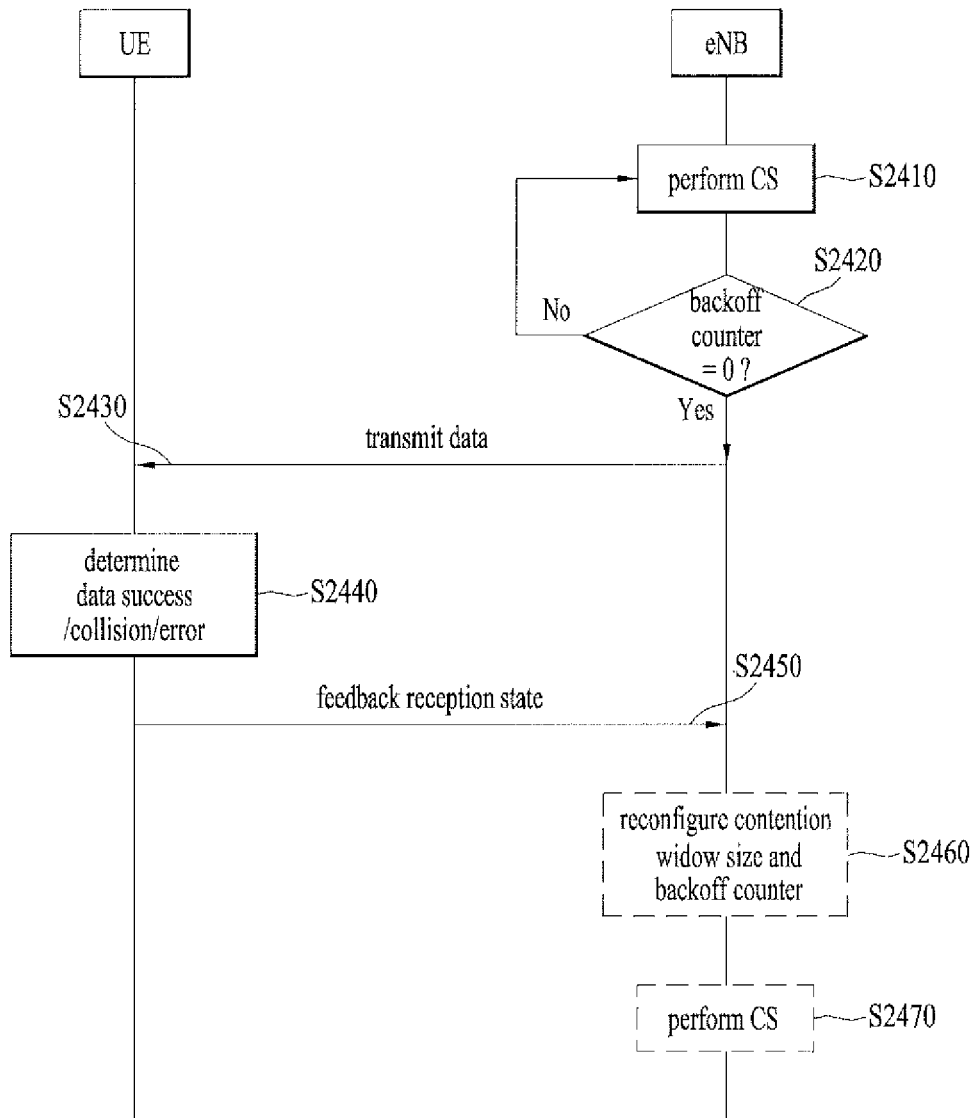 UE
eNB
perform CS
S2410
S2420
No
backoff
counter
= 0 ?
Yes
S2430
transmit data
determine
data success
/collision/error
S2440
S2450
feedback reception state
reconfigure contention
widow size and
backoff counter
S2460
perform CS
S2470